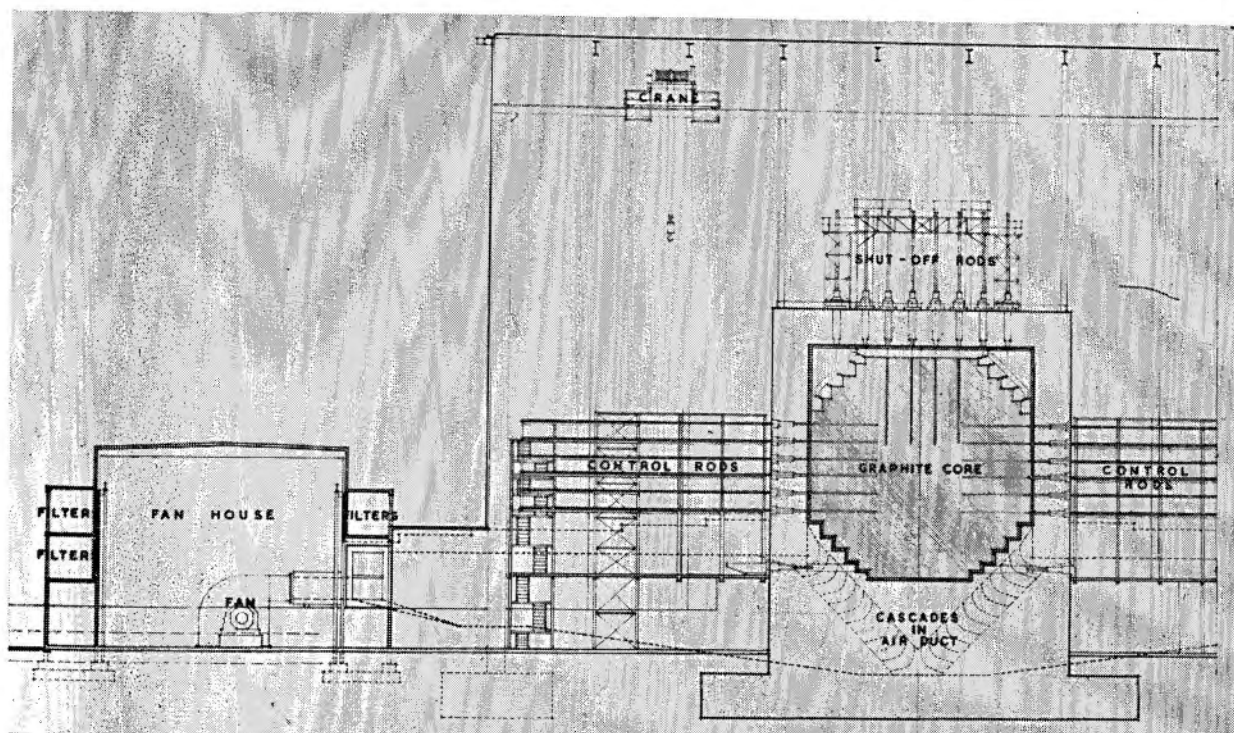 CRANE
SHUT-OFF RODS
CONTROL RODS
GRAPHITE CORE
CONTROL
RODS
FILTER
FAN HOUSE
FILTERS
FILTER
FAN
CASCADES
IN
AIR DUCT